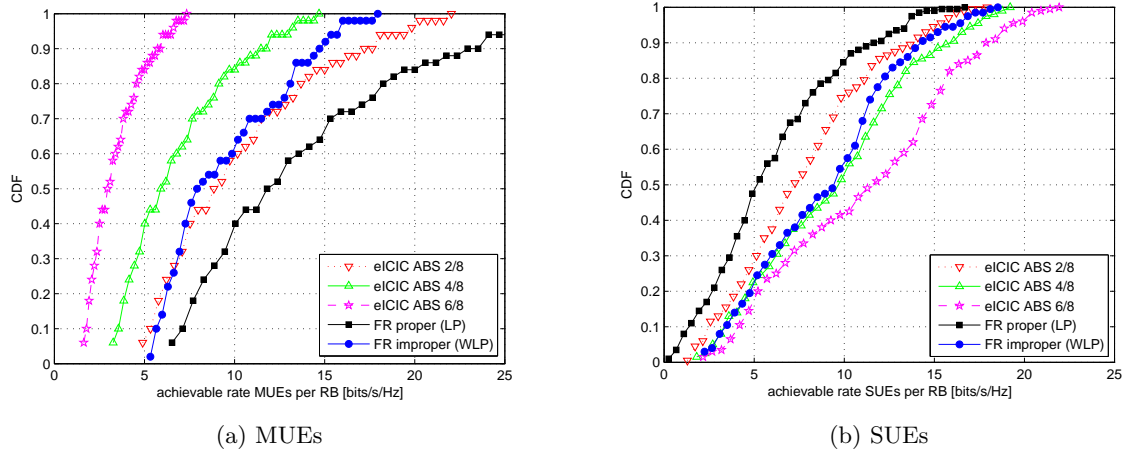 1
0.9
0.8
0.7
0.6
0.5
0.4
0.3
0.2
0.1
0
CDF
0 5 10 15 20 25
achievable rate MUEs per RB [bits/s/Hz]
eICIC ABS 2/8
eICIC ABS 4/8
eICIC ABS 6/8
FR proper (LP)
FR improper (WLP)
(a) MUEs
1
0.9
0.8
0.7
0.6
0.5
0.4
0.3
0.2
0.1
0
CDF
0 5 10 15 20 25
achievable rate SUEs per RB [bits/s/Hz]
eICIC ABS 2/8
eICIC ABS 4/8
eICIC ABS 6/8
FR proper (LP)
FR improper (WLP)
(b) SUEs